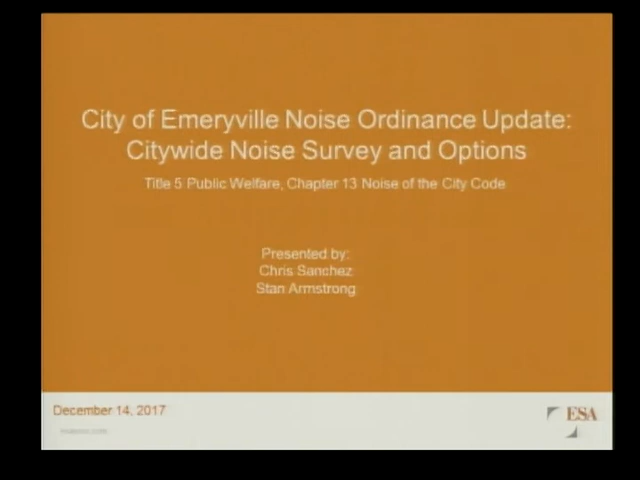 City of Emeryville Noise Ordinance Update:
Citywide Noise Survey and Options
Title 5 Public Welfare, Chapter 13 Noise of the City Code
Presented by:
Chris Sanchez
Stan Armstrong
December 14, 2017
ESA